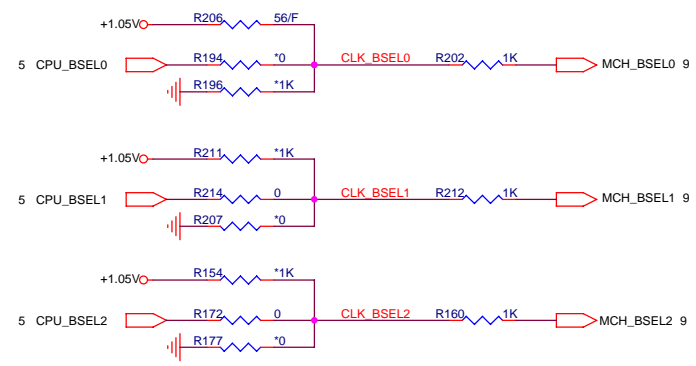 +1.05V R206 56/F
5 CPU_BSEL0 R194 *0 CLK_BSEL0 R202 1K MCH_BSEL0 9
R196 *1K
+1.05V R211 *1K
5 CPU_BSEL1 R214 0 CLK_BSEL1 R212 1K MCH_BSEL1 9
R207 *0
+1.05V R154 *1K
5 CPU_BSEL2 R172 0 CLK_BSEL2 R160 1K MCH_BSEL2 9
R177 *0